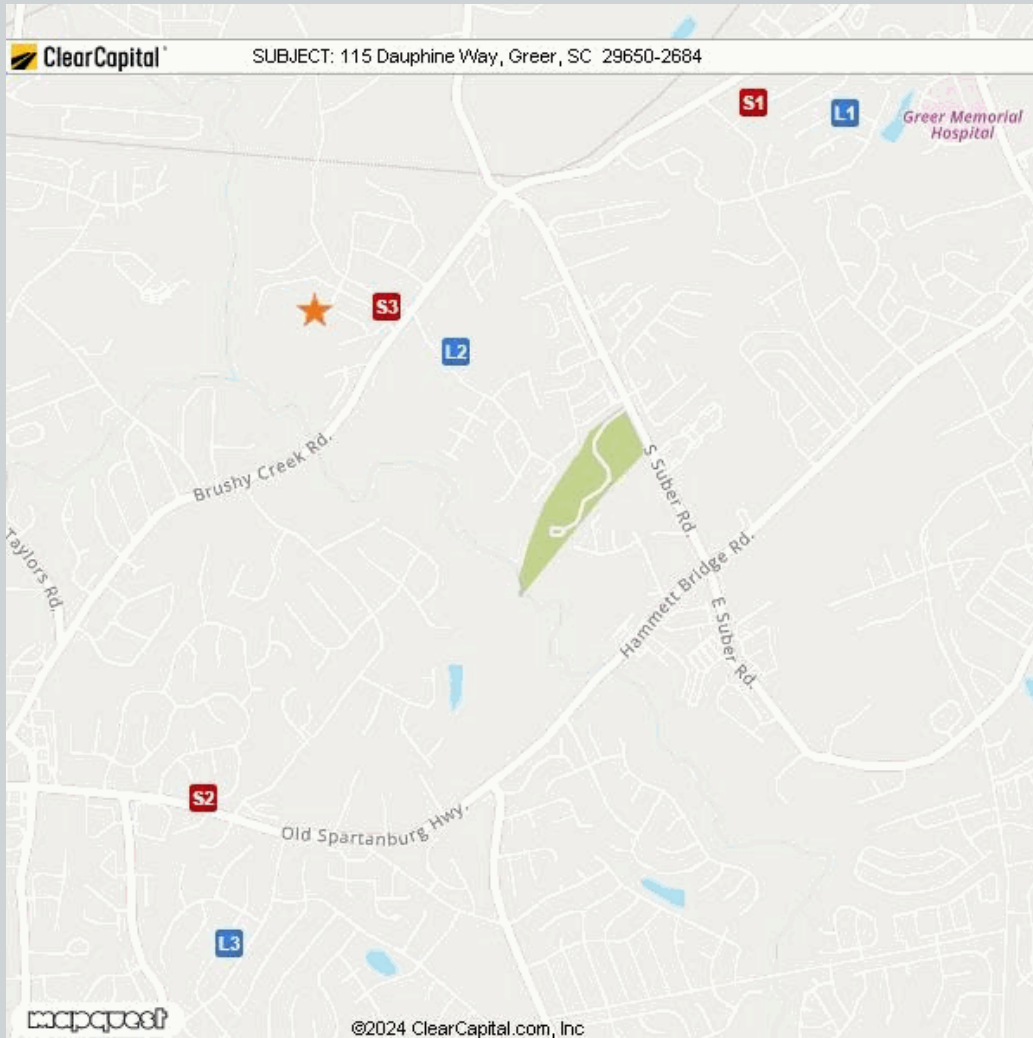 ClearCapital
SUBJECT: 115 Dauphine Way, Greer, SC 29650-2684
S1
L1
Greer Memorial
Hospital
S3
L2
Brushy Creek Rd.
S Suber Rd.
Taylors Rd.
Hammett Bridge Rd.
E Suber Rd.
S2
Old Spartanburg Hwy.
L3
mapquest
©2024 ClearCapital.com, Inc